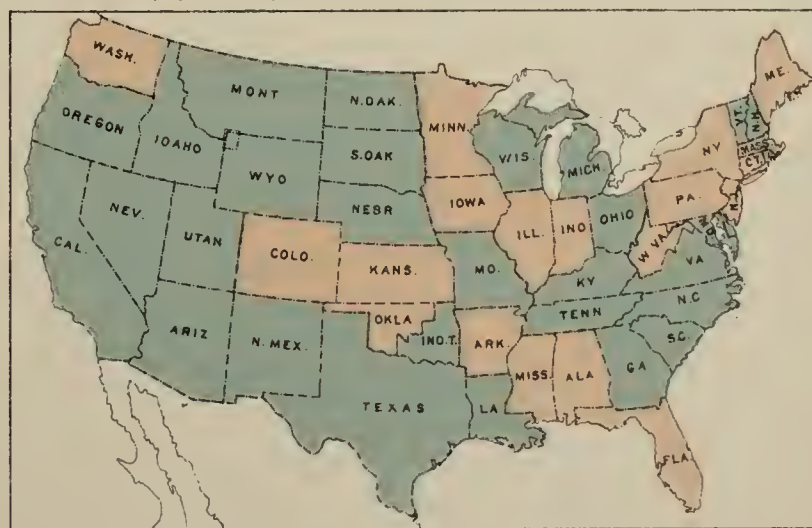 WASH.
MONT
N.DAK.
MINN.
ME.
OREGON
IDAHO
S.DAK
WIS.
MICH.
VT.
N.H.
MASS
CT.
NY
WYO
NEBR
IOWA
PA.
NEV.
UTAH
COLO.
ILL.
IND
OHIO
W VA
VA
CAL.
KANS.
MO.
KY
N.C
ARIZ
N. MEX.
OKLA
IND.T.
ARK.
TENN
S.C.
MISS.
ALA
GA
TEXAS
LA
FLA.